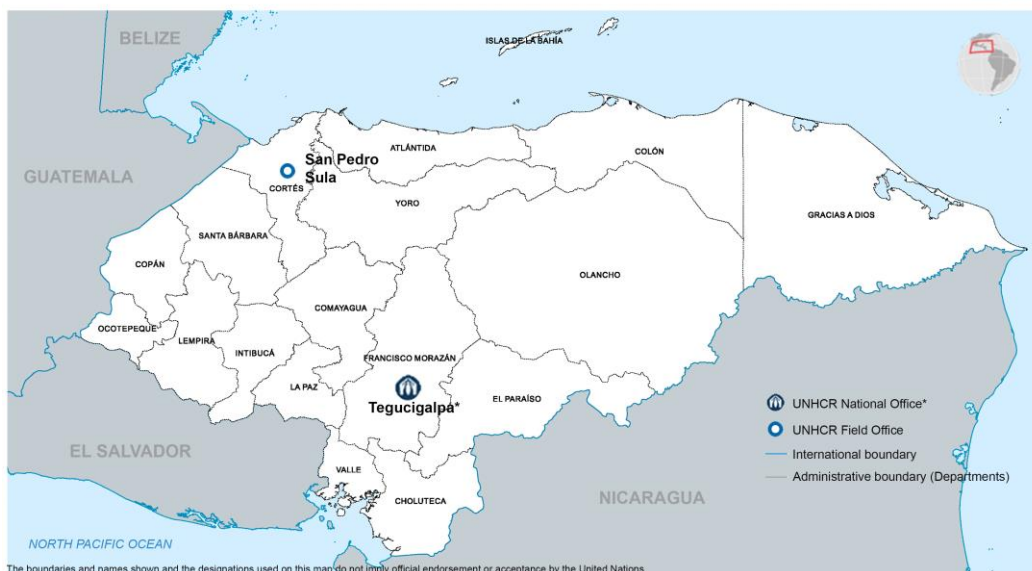 BELIZE
ISLAS DE LA BAHÍA
San Pedro
Sula
ATLÁNTIDA
COLÓN
GUATEMALA
CORTÉS
YORO
GRACIAS A DIOS
SANTA BÁRBARA
COPÁN
OLANCHO
COMAYAGUA
OCOTEPEQUE
LEMPIRA
INTIBUCÁ
FRANCISCO MORAZÁN
LA PAZ
EL PARAÍSO
Tegucigalpa*
UNHCR National Office*
UNHCR Field Office
EL SALVADOR
International boundary
VALLE
Administrative boundary (Departments)
CHOLUTECA
NICARAGUA
NORTH PACIFIC OCEAN
The boundaries and names shown and the designations used on this map do not imply official endorsement or acceptance by the United Nations.